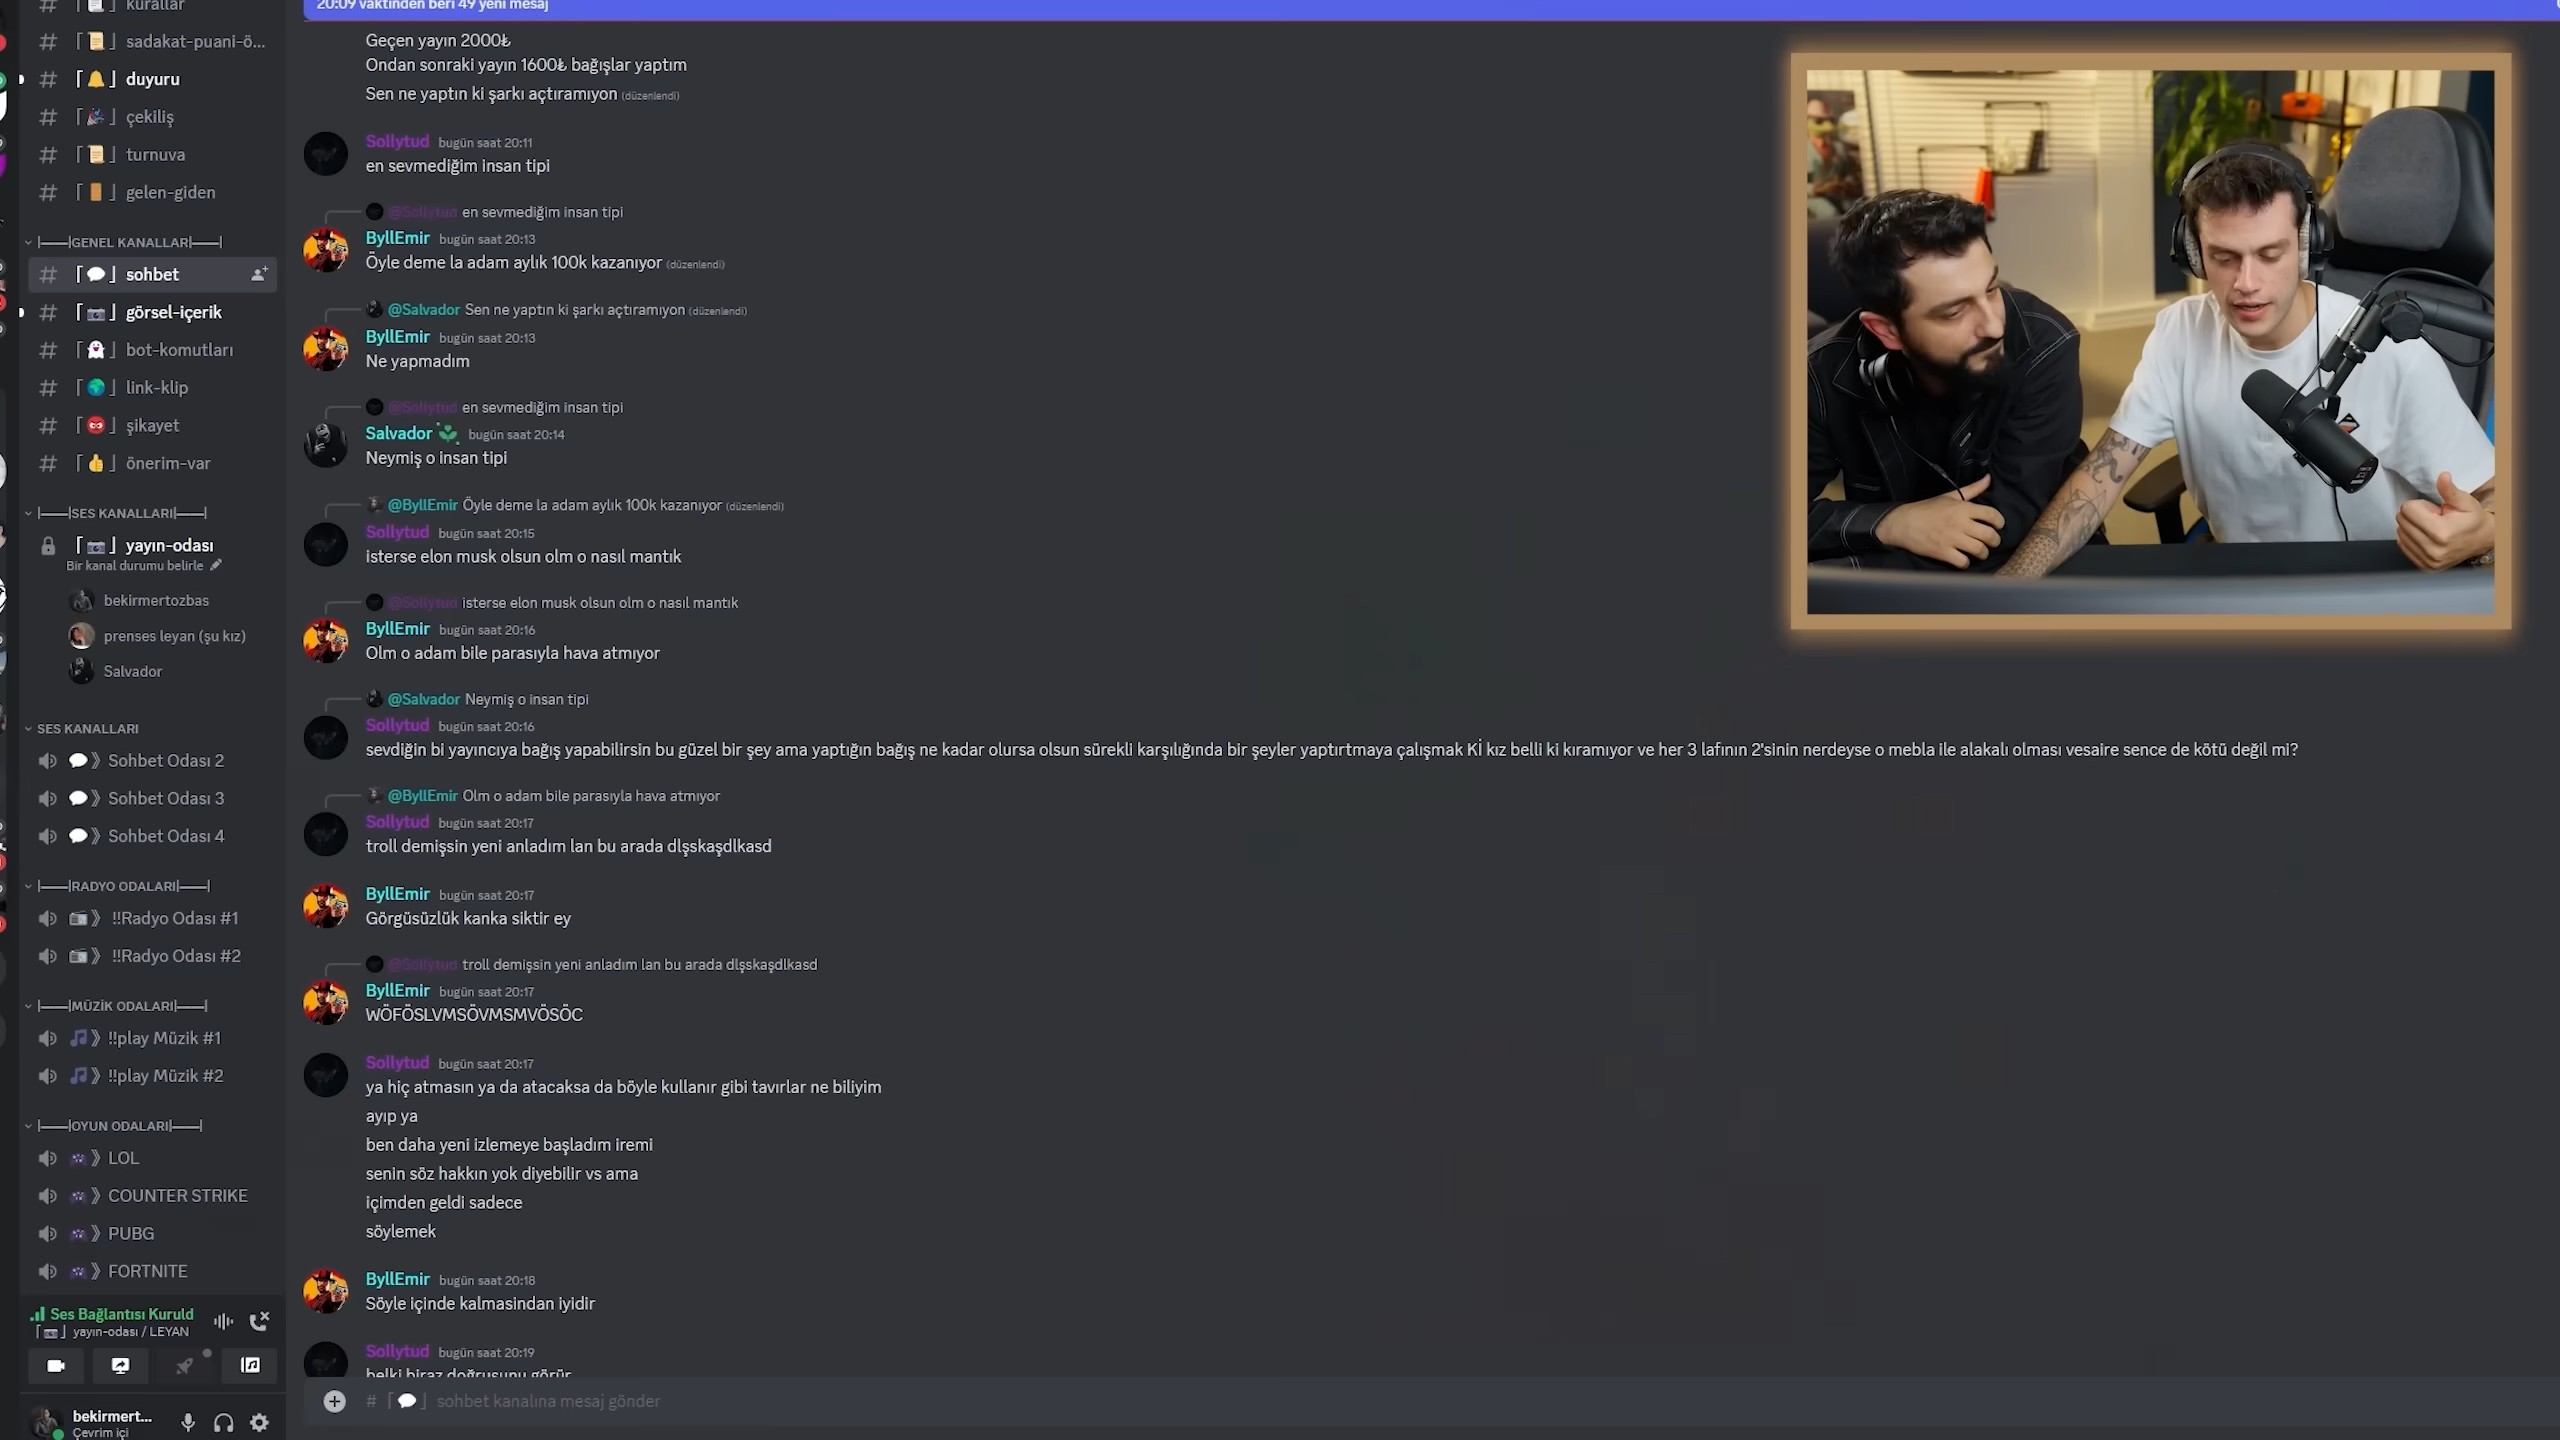 kurallar
sadakat-puani-ö...
duyuru
çekiliş
turnuva
gelen-giden
|——|GENEL KANALLAR|——|
sohbet
görsel-içerik
bot-komutları
link-klip
şikayet
önerim-var
|——|SES KANALLARI|——|
yayın-odası
Bir kanal durumu belirle
bekirmertozbas
prenses leyan (şu kız)
Salvador
SES KANALLARI
Sohbet Odası 2
Sohbet Odası 3
Sohbet Odası 4
|——|RADYO ODALARI|——|
!!Radyo Odası #1
!!Radyo Odası #2
|——|MÜZİK ODALARI|——|
!!play Müzik #1
!!play Müzik #2
|——|OYUN ODALARI|——|
LOL
COUNTER STRIKE
PUBG
FORTNITE
Ses Bağlantısı Kuruld
yayın-odası / LEYAN
bekirmert...
Çevrim içi
20:09 vaktinden beri 49 yeni mesaj
Geçen yayın 2000₺
Ondan sonraki yayın 1600₺ bağışlar yaptım
Sen ne yaptın ki şarkı açtıramıyon (düzenlendi)
Sollytud bugün saat 20:11
en sevmediğim insan tipi
@Sollytud en sevmediğim insan tipi
ByllEmir bugün saat 20:13
Öyle deme la adam aylık 100k kazanıyor (düzenlendi)
@Salvador Sen ne yaptın ki şarkı açtıramıyon (düzenlendi)
ByllEmir bugün saat 20:13
Ne yapmadım
@Sollytud en sevmediğim insan tipi
Salvador bugün saat 20:14
Neymiş o insan tipi
@ByllEmir Öyle deme la adam aylık 100k kazanıyor (düzenlendi)
Sollytud bugün saat 20:15
isterse elon musk olsun olm o nasıl mantık
@Sollytud isterse elon musk olsun olm o nasıl mantık
ByllEmir bugün saat 20:16
Olm o adam bile parasıyla hava atmıyor
@Salvador Neymiş o insan tipi
Sollytud bugün saat 20:16
sevdiğin bi yayıncıya bağış yapabilirsin bu güzel bir şey ama yaptığın bağış ne kadar olursa olsun sürekli karşılığında bir şeyler yaptırtmaya çalışmak Kİ kız belli ki kıramıyor ve her 3 lafının 2'sinin nerdeyse o mebla ile alakalı olması vesaire sence de kötü değil mi?
@ByllEmir Olm o adam bile parasıyla hava atmıyor
Sollytud bugün saat 20:17
troll demişsin yeni anladım lan bu arada dlşskaşdlkasd
ByllEmir bugün saat 20:17
Görgüsüzlük kanka siktir ey
@Sollytud troll demişsin yeni anladım lan bu arada dlşskaşdlkasd
ByllEmir bugün saat 20:17
WÖFÖSLVMSÖVMSMVÖSÖC
Sollytud bugün saat 20:17
ya hiç atmasın ya da atacaksa da böyle kullanır gibi tavırlar ne biliyim
ayıp ya
ben daha yeni izlemeye başladım iremi
senin söz hakkın yok diyebilir vs ama
içimden geldi sadece
söylemek
ByllEmir bugün saat 20:18
Söyle içinde kalmasindan iyidir
Sollytud bugün saat 20:19
belki biraz doğrusunu görür
# sohbet kanalına mesaj gönder